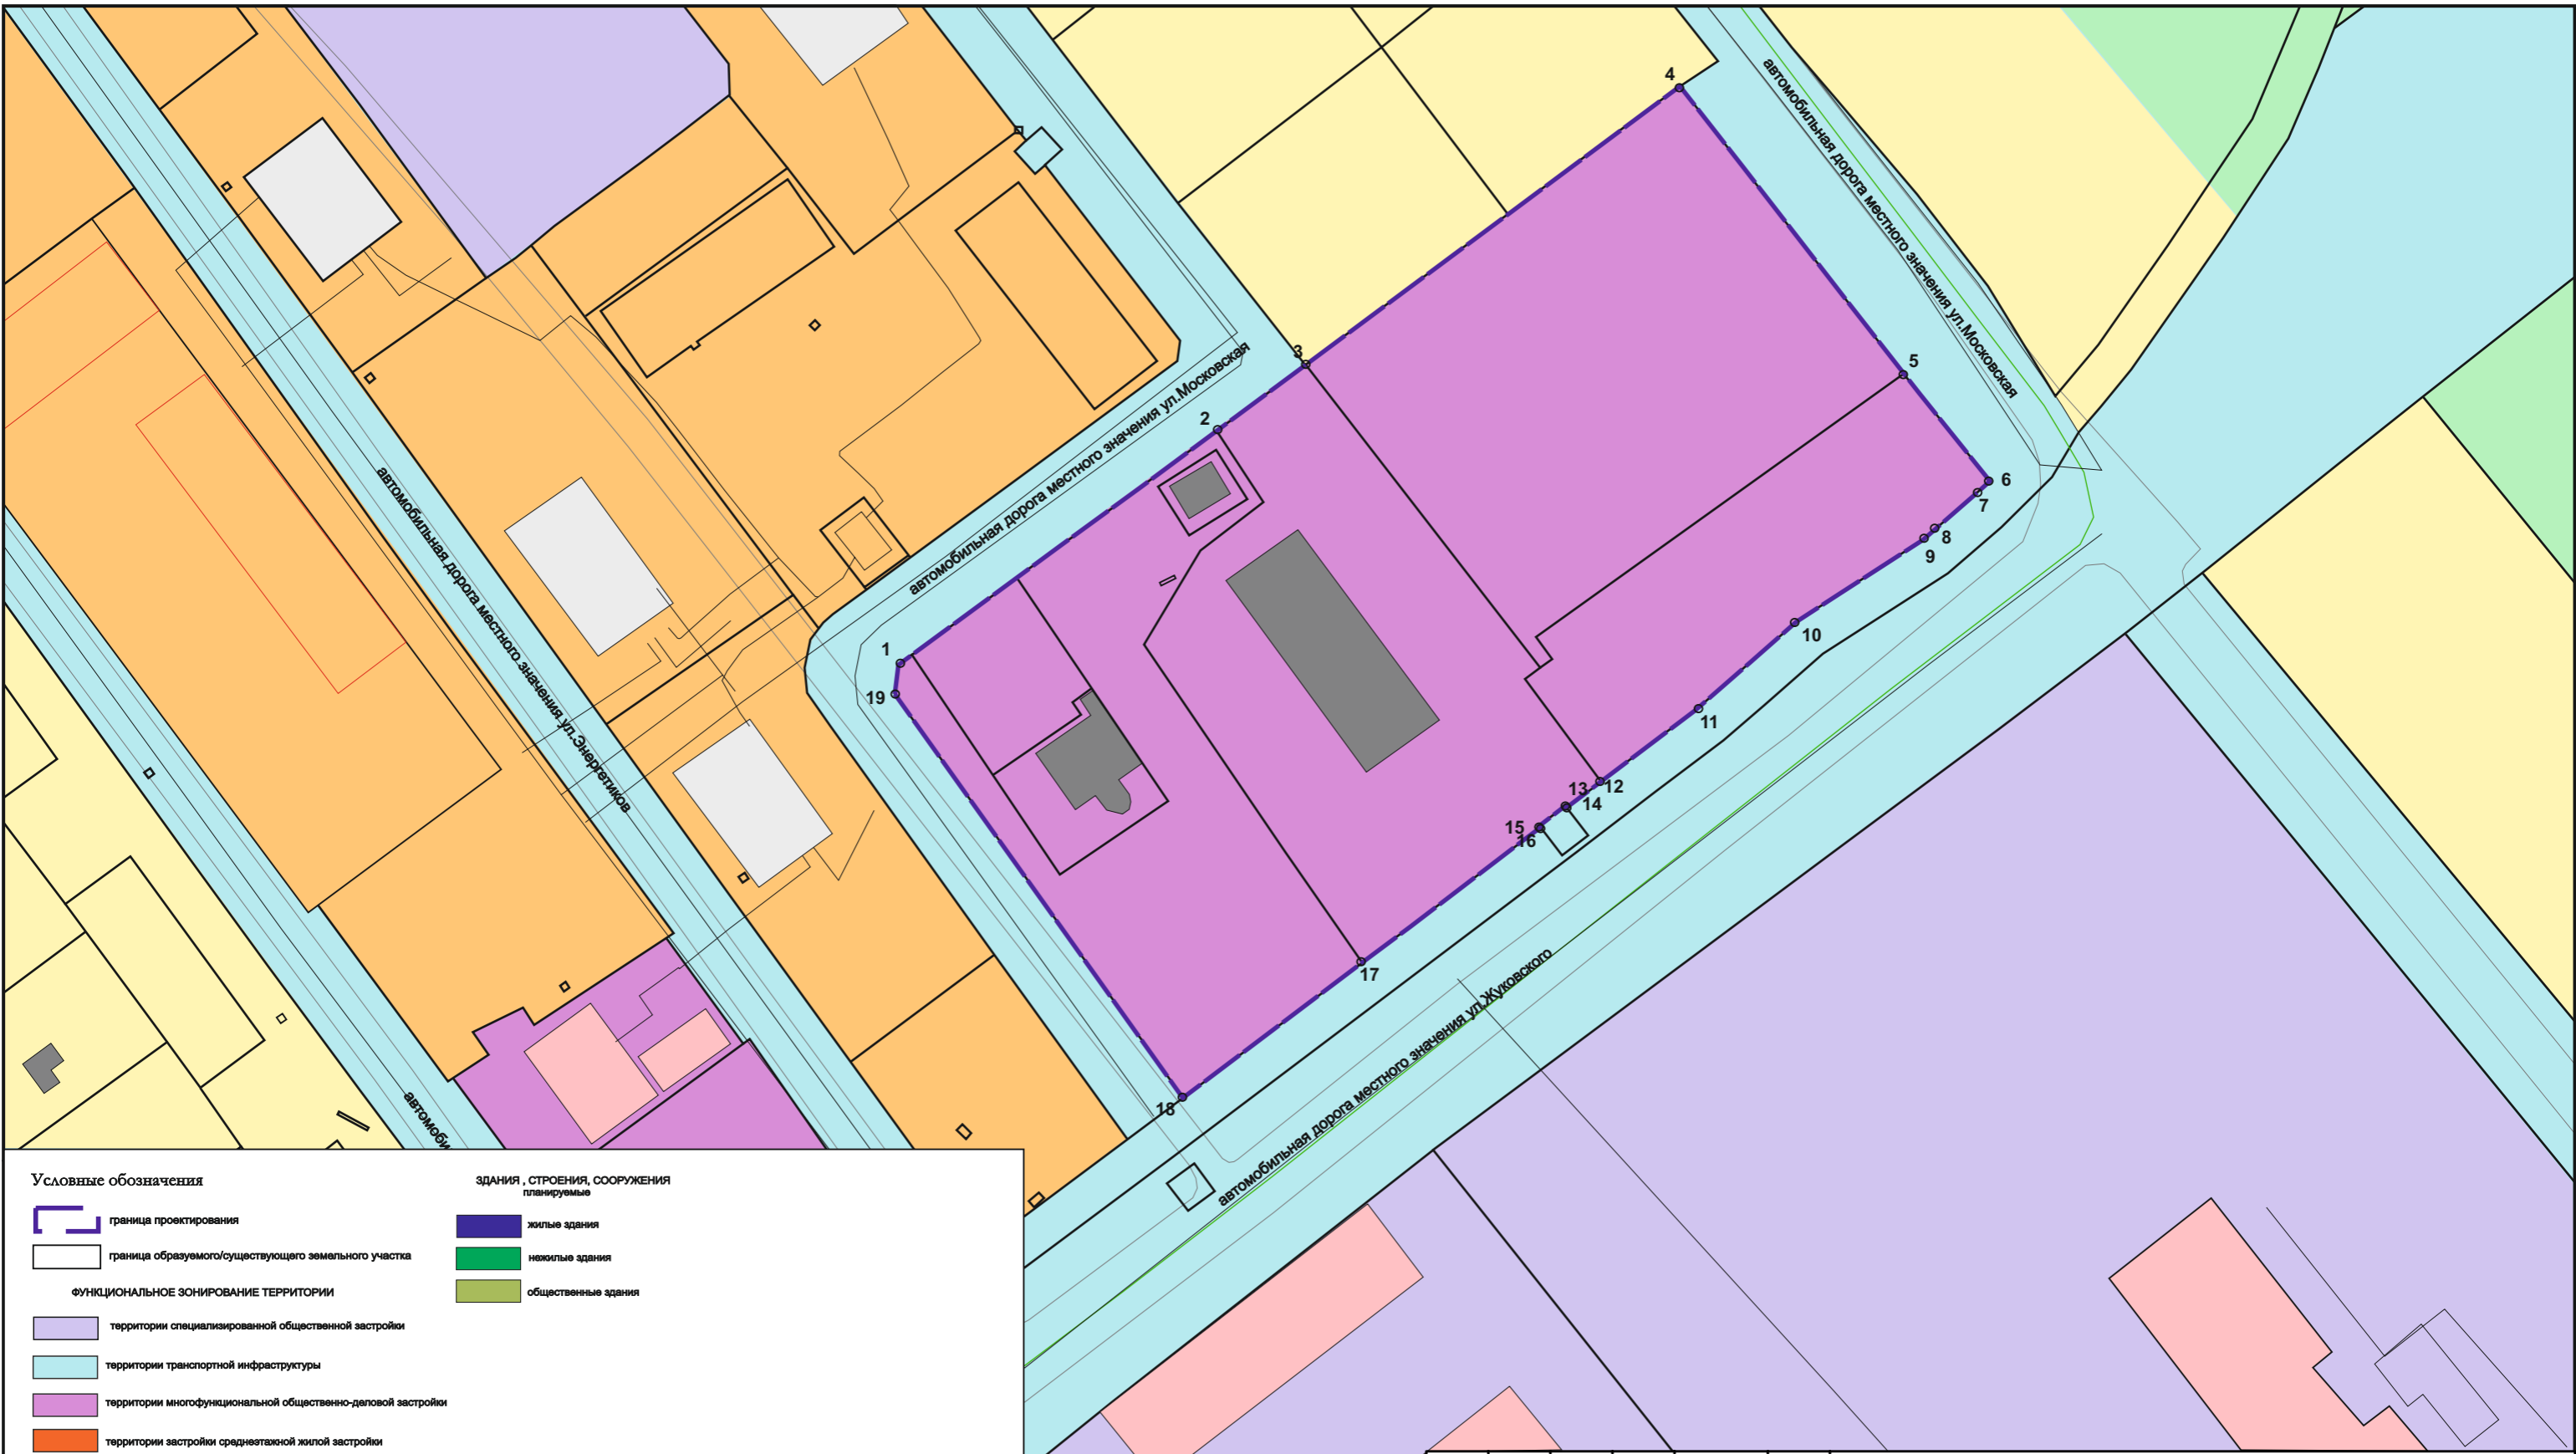 4
автомобильная дорога местного значения ул.Московская
3
5
автомобильная дорога местного значения ул.Московская
2
6
7
8
9
автомобильная дорога местного значения ул.Энергетиков
10
1
19
11
12
13
14
15
16
17
автомобильная дорога местного значения ул.Жуковского
18
автомоби
Условные обозначения
граница проектирования
граница образуемого/существующего земельного участка
ФУНКЦИОНАЛЬНОЕ ЗОНИРОВАНИЕ ТЕРРИТОРИИ
территории специализированной общественной застройки
территории транспортной инфраструктуры
территории многофункциональной общественно-деловой застройки
территории застройки среднеэтажной жилой застройки
ЗДАНИЯ , СТРОЕНИЯ, СООРУЖЕНИЯ
планируемые
жилые здания
нежилые здания
общественные здания